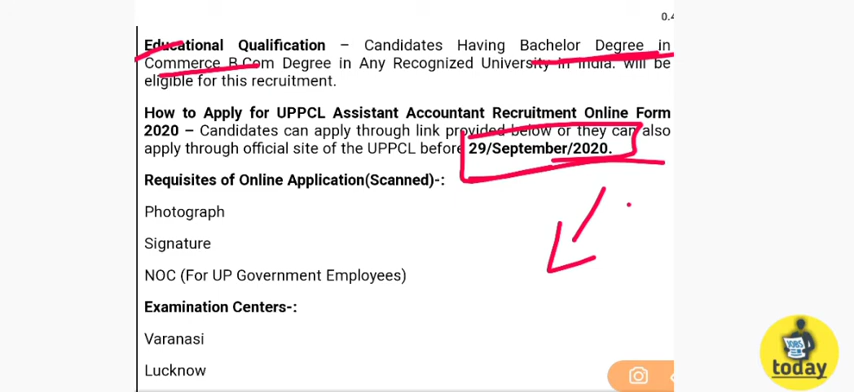 0.4
Educational Qualification – Candidates Having Bachelor Degree in
Commerce B.Com Degree in Any Recognized University in India. will be
eligible for this recruitment.
How to Apply for UPPCL Assistant Accountant Recruitment Online Form
2020 – Candidates can apply through link provided below or they can also
apply through official site of the UPPCL before 29/September/2020.
Requisites of Online Application(Scanned)-:
Photograph
Signature
NOC (For UP Government Employees)
Examination Centers-:
Varanasi
Lucknow
JOBS
today